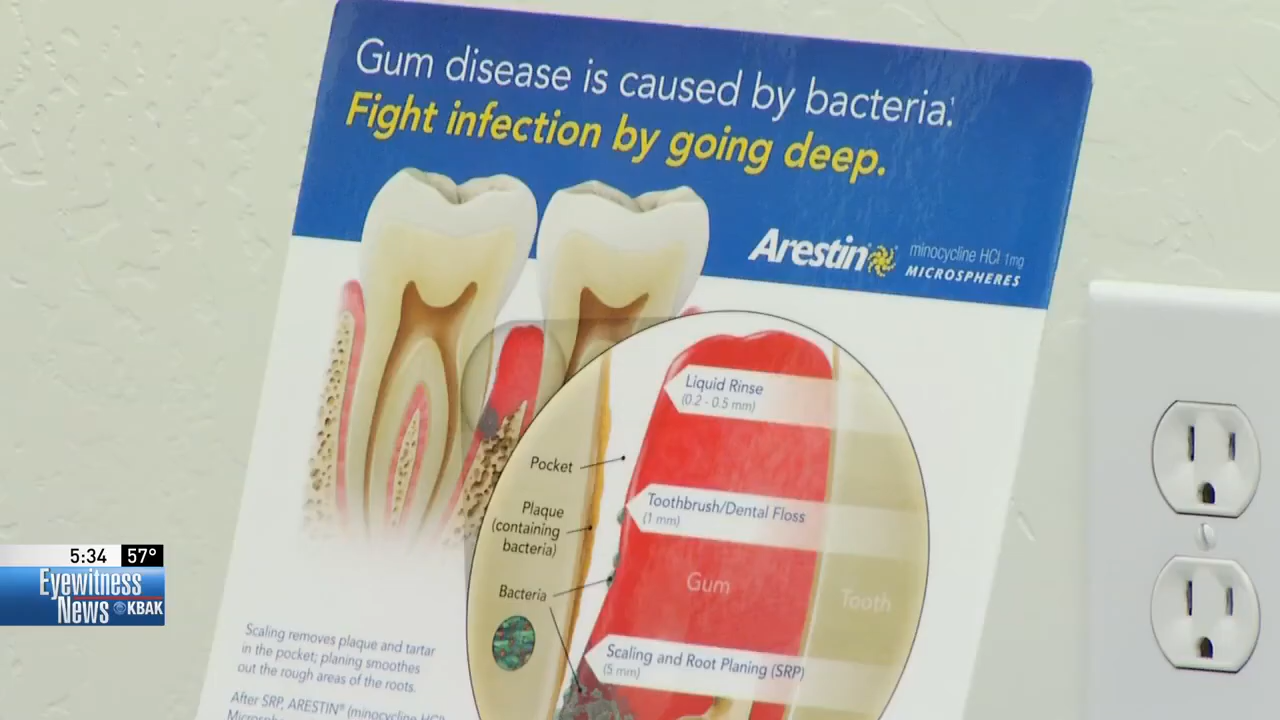 Gum disease is caused by bacteria.¹
Fight infection by going deep.
Arestin
minocycline HCl 1mg
MICROSPHERES
Liquid Rinse
(0.2 - 0.5 mm)
Pocket
Toothbrush/Dental Floss
(1 mm)
Plaque
(containing
bacteria)
Gum
Tooth
Bacteria
Scaling and Root Planing (SRP)
(5 mm)
Scaling removes plaque and tartar
in the pocket; planing smoothes
out the rough areas of the roots.
After SRP, ARESTIN® (minocycline HCl)
5:34 57°
Eyewitness
News KBAK